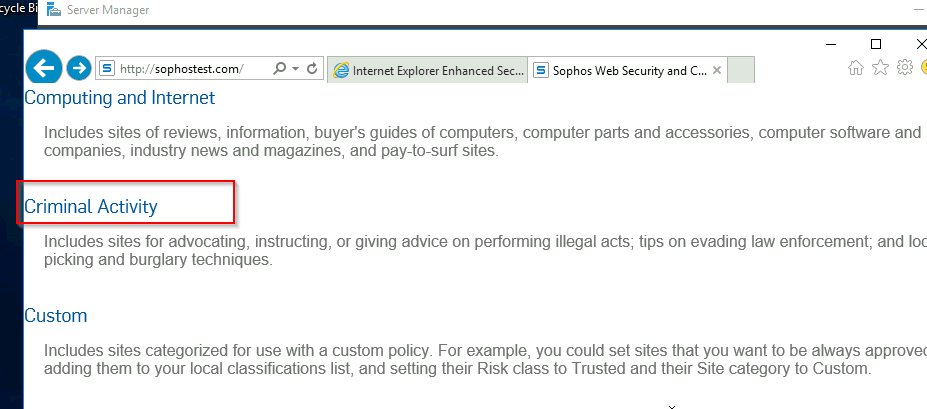 cycle Bi
Server Manager
http://sophostest.com/
Internet Explorer Enhanced Sec...
Sophos Web Security and C...
Computing and Internet
Includes sites of reviews, information, buyer's guides of computers, computer parts and accessories, computer software and
companies, industry news and magazines, and pay-to-surf sites.
Criminal Activity
Includes sites for advocating, instructing, or giving advice on performing illegal acts; tips on evading law enforcement; and loc
picking and burglary techniques.
Custom
Includes sites categorized for use with a custom policy. For example, you could set sites that you want to be always approved
adding them to your local classifications list, and setting their Risk class to Trusted and their Site category to Custom.